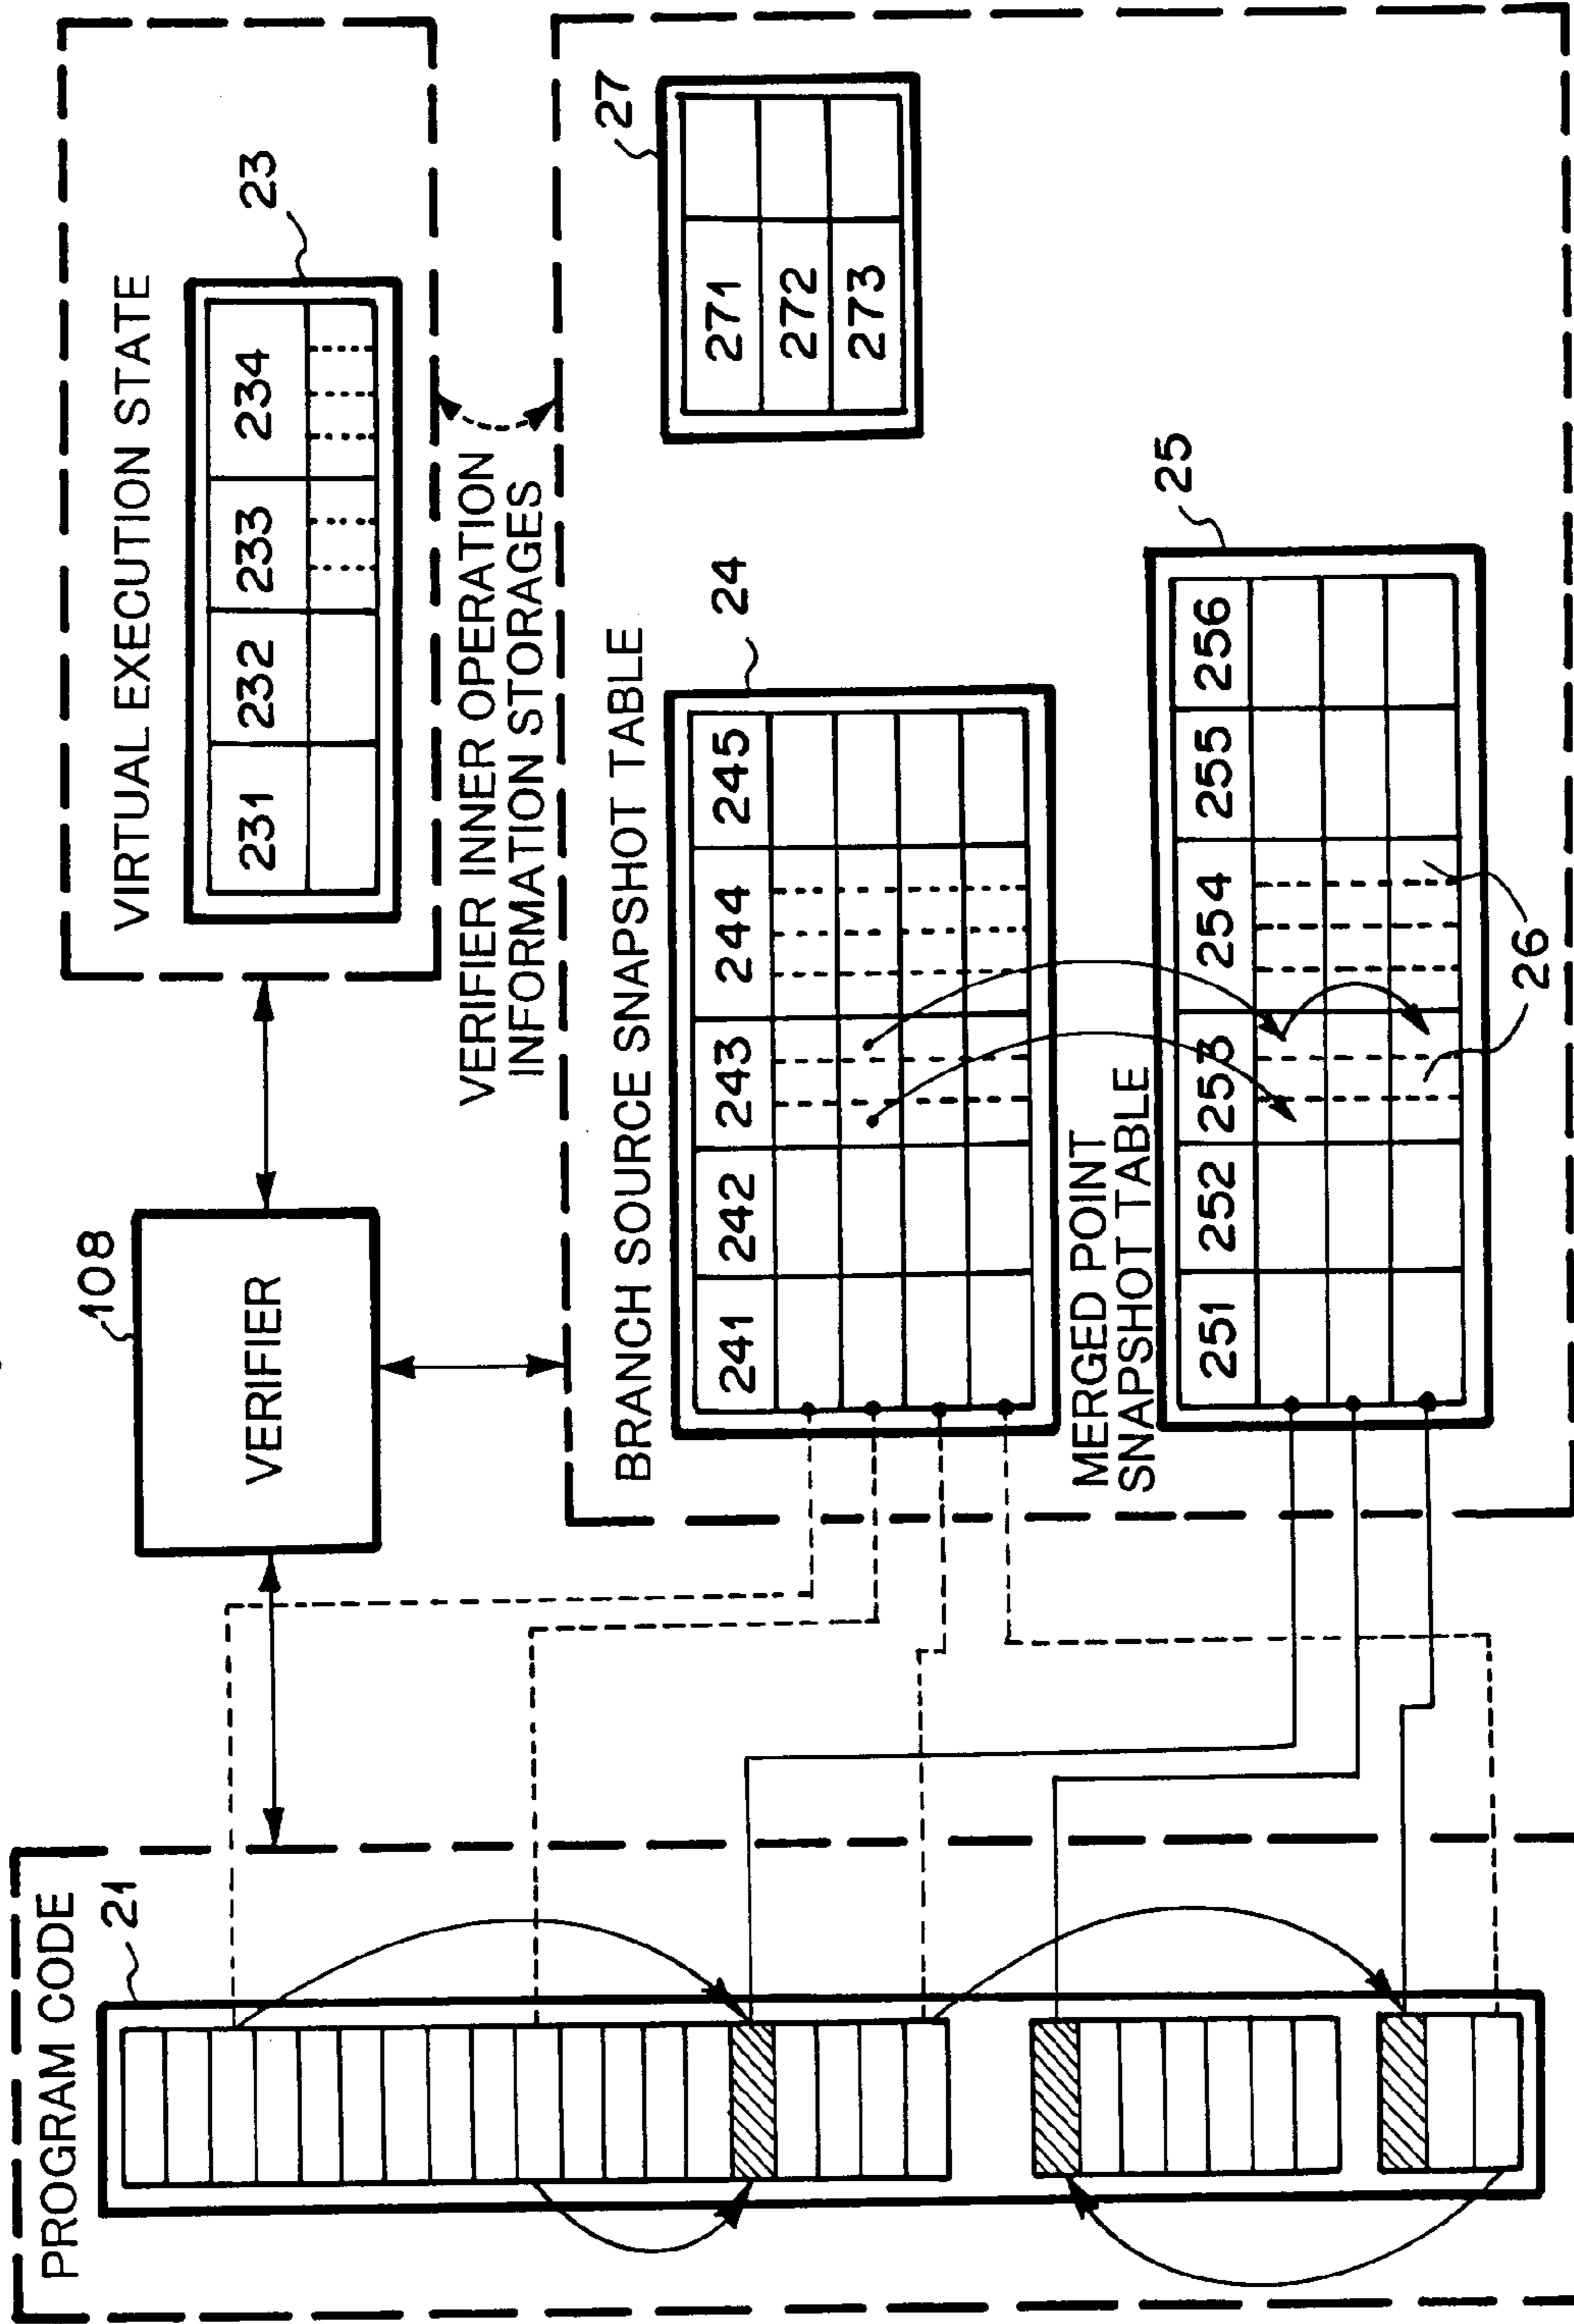 PROGRAM CODE
21
108
VERIFIER
VIRTUAL EXECUTION STATE
23
231 232 233 234
VERIFIER INNER OPERATION
INFORMATION STORAGES
BRANCH SOURCE SNAPSHOT TABLE
24
241 242 243 244 245
27
271
272
273
MERGED POINT
SNAPSHOT TABLE
25
251 252 253 254 255 256
26